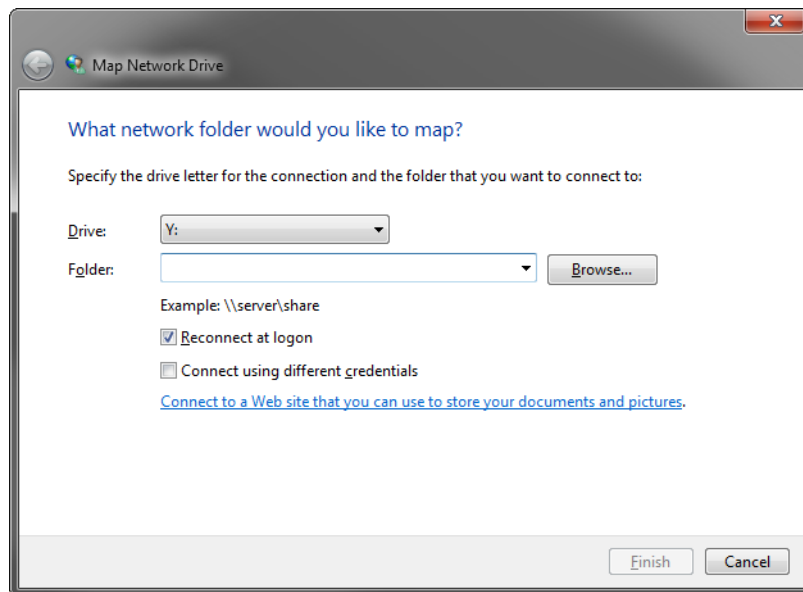 Map Network Drive
What network folder would you like to map?
Specify the drive letter for the connection and the folder that you want to connect to:
Drive: Y:
Folder: Browse...
Example: \\server\share
Reconnect at logon
Connect using different credentials
Connect to a Web site that you can use to store your documents and pictures.
Finish Cancel